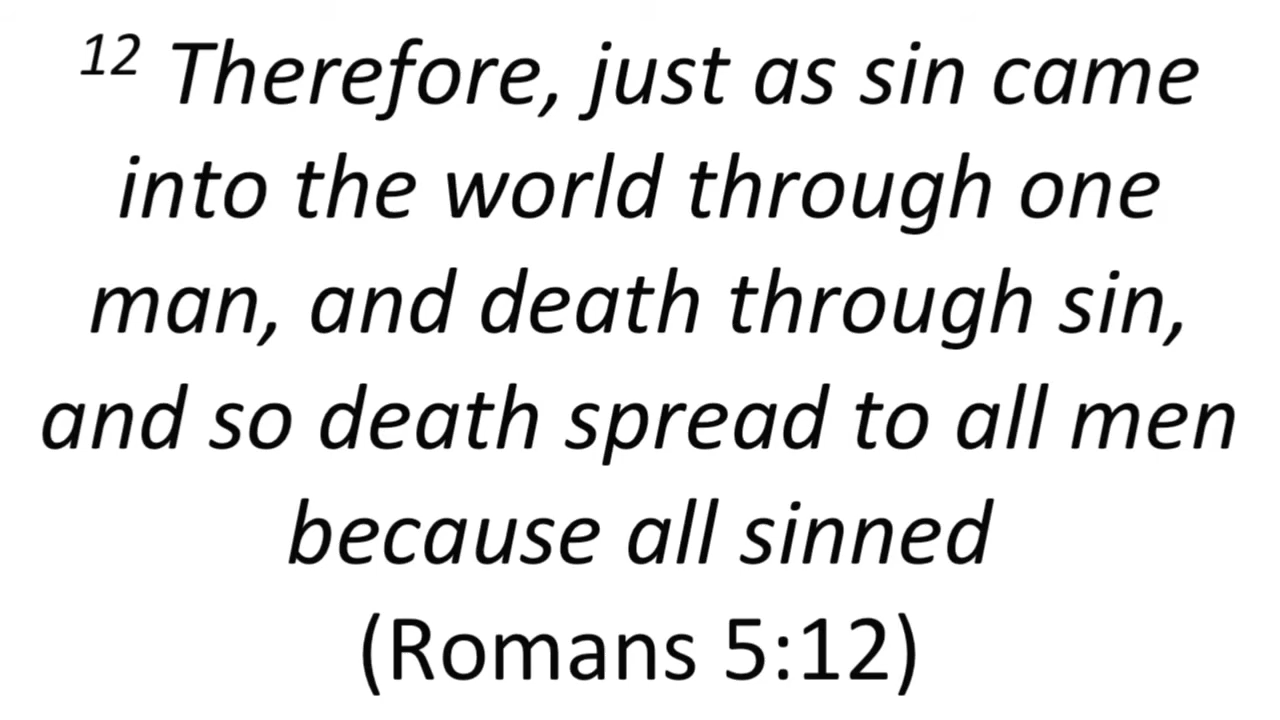 12 Therefore, just as sin came
into the world through one
man, and death through sin,
and so death spread to all men
because all sinned
(Romans 5:12)